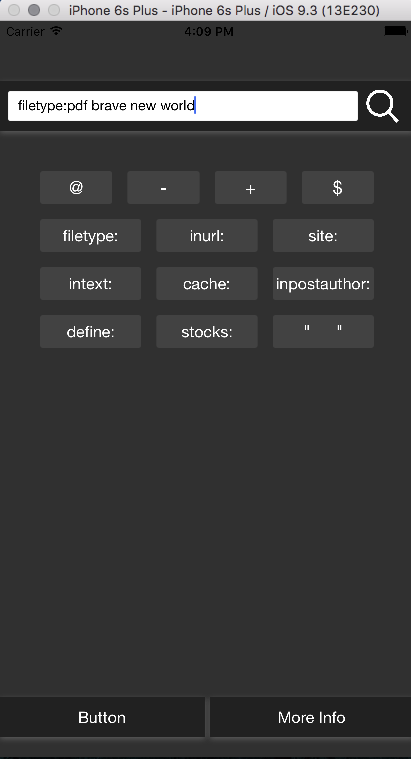 iPhone 6s Plus - iPhone 6s Plus / iOS 9.3 (13E230)
Carrier 4:09 PM
filetype:pdf brave new world
@ - + $
filetype: inurl: site:
intext: cache: inpostauthor:
define: stocks: " "
Button More Info